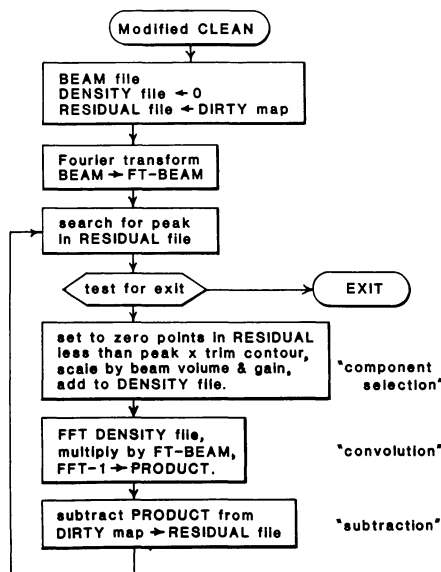 Modified CLEAN
BEAM file
DENSITY file ← 0
RESIDUAL file ← DIRTY map
Fourier transform
BEAM → FT-BEAM
search for peak
in RESIDUAL file
test for exit
EXIT
set to zero points in RESIDUAL
less than peak x trim contour,
scale by beam volume & gain,
add to DENSITY file.
"component
selection"
FFT DENSITY file,
multiply by FT-BEAM,
FFT-1 → PRODUCT.
"convolution"
subtract PRODUCT from
DIRTY map → RESIDUAL file
"subtraction"